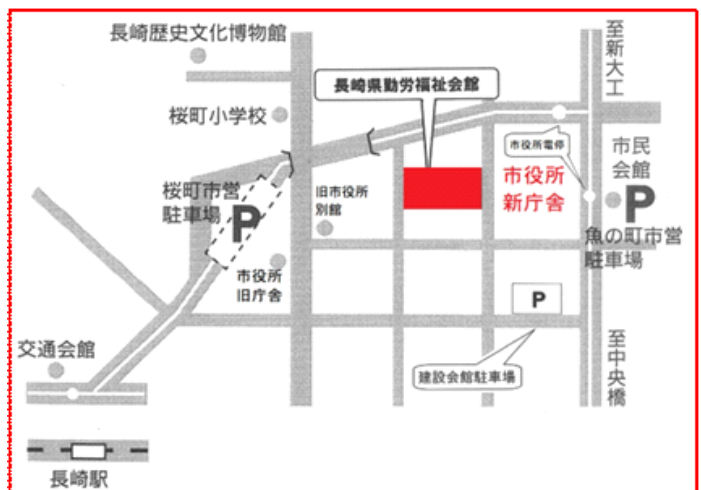 長崎歴史文化博物館
至新大工
長崎県勤労福祉会館
桜町小学校
市役所電停
市民
会館
P
桜町市営
駐車場
P
旧市役所
別館
市役所
新庁舎
魚の町市営
駐車場
市役所
旧庁舎
P
交通会館
建設会館駐車場
至中央橋
長崎駅